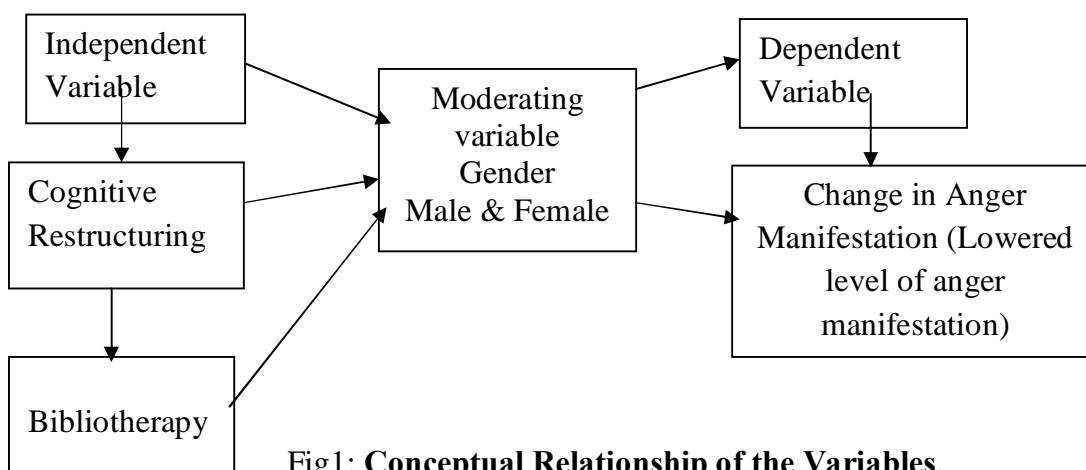 Independent
Variable
Cognitive
Restructuring
Bibliotherapy
Moderating
variable
Gender
Male & Female
Dependent
Variable
Change in Anger
Manifestation (Lowered
level of anger
manifestation)
Fig1: Conceptual Relationship of the Variables.